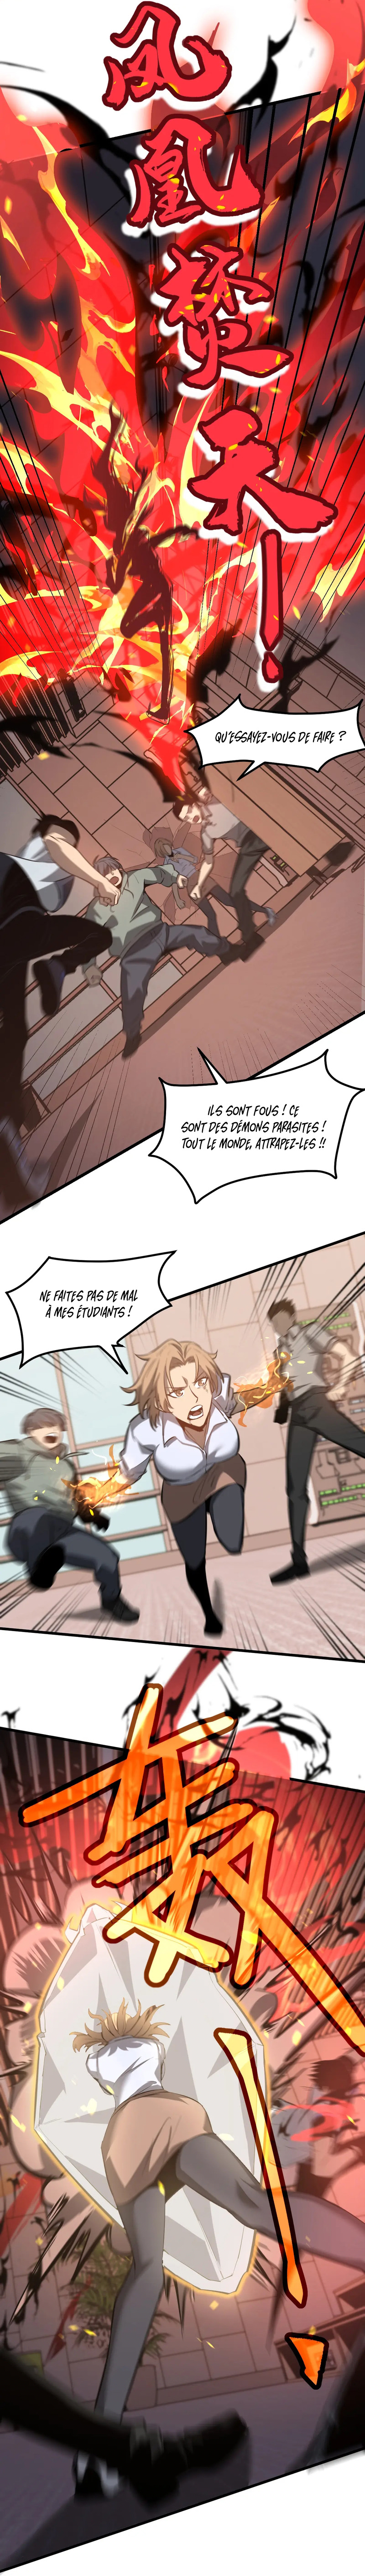 凤
凰
焚
天
！
QU'ESSAYEZ-VOUS DE FAIRE ?
ILS SONT FOUS ! CE
SONT DES DÉMONS PARASITES !
TOUT LE MONDE, ATTRAPEZ-LES !!
NE FAITES PAS DE MAL
À MES ÉTUDIANTS !
轰
！